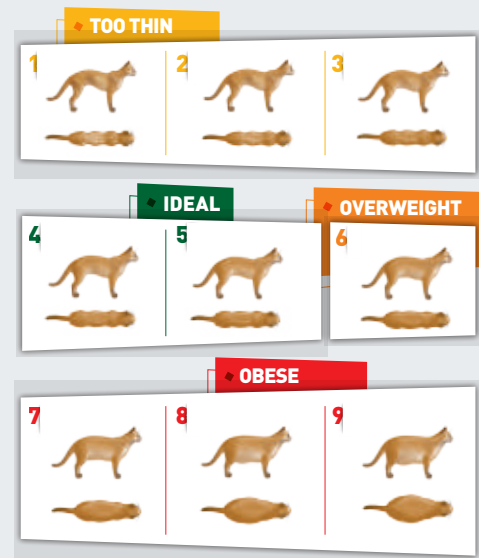 TOO THIN
1 2 3
IDEAL
OVERWEIGHT
4 5 6
OBESE
7 8 9